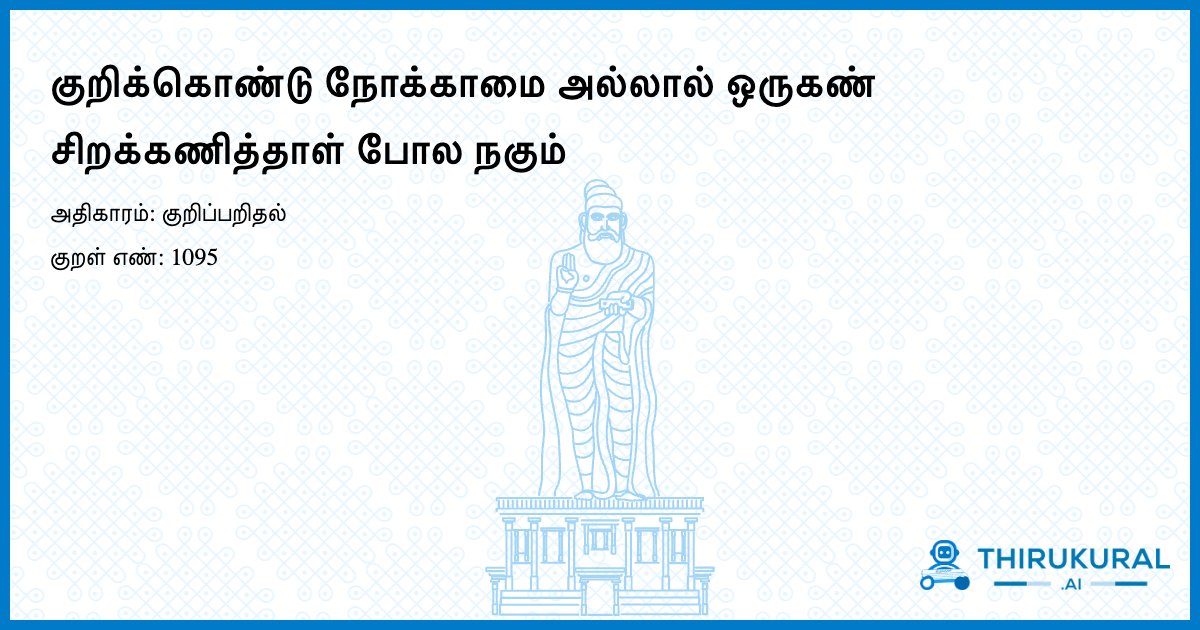 குறிக்கொண்டு நோக்காமை அல்லால் ஒருகண்
சிறக்கணித்தாள் போல நகும்
அதிகாரம்: குறிப்பறிதல்
குறள் எண்: 1095
THIRUKURAL
.AI